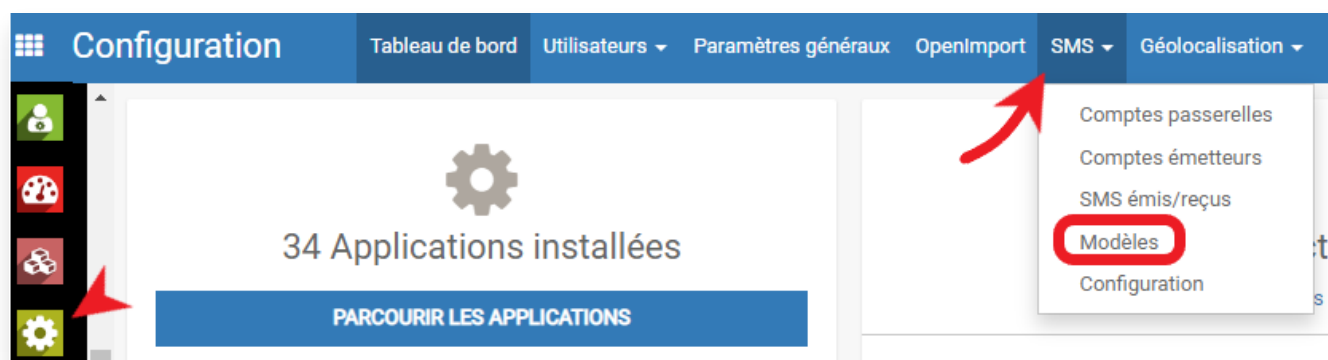 Configuration Tableau de bord Utilisateurs Paramètres généraux OpenImport SMS Géolocalisation
Comptes passerelles
Comptes émetteurs
SMS émis/reçus
Modèles
Configuration
34 Applications installées
PARCOURIR LES APPLICATIONS